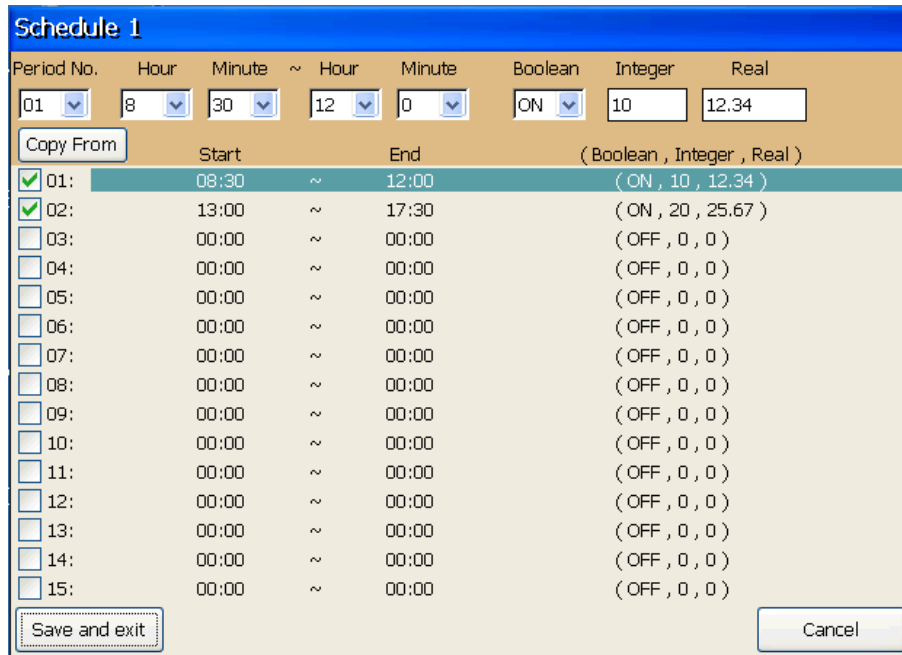 Schedule 1
Period No. Hour Minute ~ Hour Minute Boolean Integer Real
01 8 30 12 0 ON 10 12.34
Copy From Start End ( Boolean , Integer , Real )
01: 08:30 ~ 12:00 ( ON , 10 , 12.34 )
02: 13:00 ~ 17:30 ( ON , 20 , 25.67 )
03: 00:00 ~ 00:00 ( OFF , 0 , 0 )
04: 00:00 ~ 00:00 ( OFF , 0 , 0 )
05: 00:00 ~ 00:00 ( OFF , 0 , 0 )
06: 00:00 ~ 00:00 ( OFF , 0 , 0 )
07: 00:00 ~ 00:00 ( OFF , 0 , 0 )
08: 00:00 ~ 00:00 ( OFF , 0 , 0 )
09: 00:00 ~ 00:00 ( OFF , 0 , 0 )
10: 00:00 ~ 00:00 ( OFF , 0 , 0 )
11: 00:00 ~ 00:00 ( OFF , 0 , 0 )
12: 00:00 ~ 00:00 ( OFF , 0 , 0 )
13: 00:00 ~ 00:00 ( OFF , 0 , 0 )
14: 00:00 ~ 00:00 ( OFF , 0 , 0 )
15: 00:00 ~ 00:00 ( OFF , 0 , 0 )
Save and exit Cancel